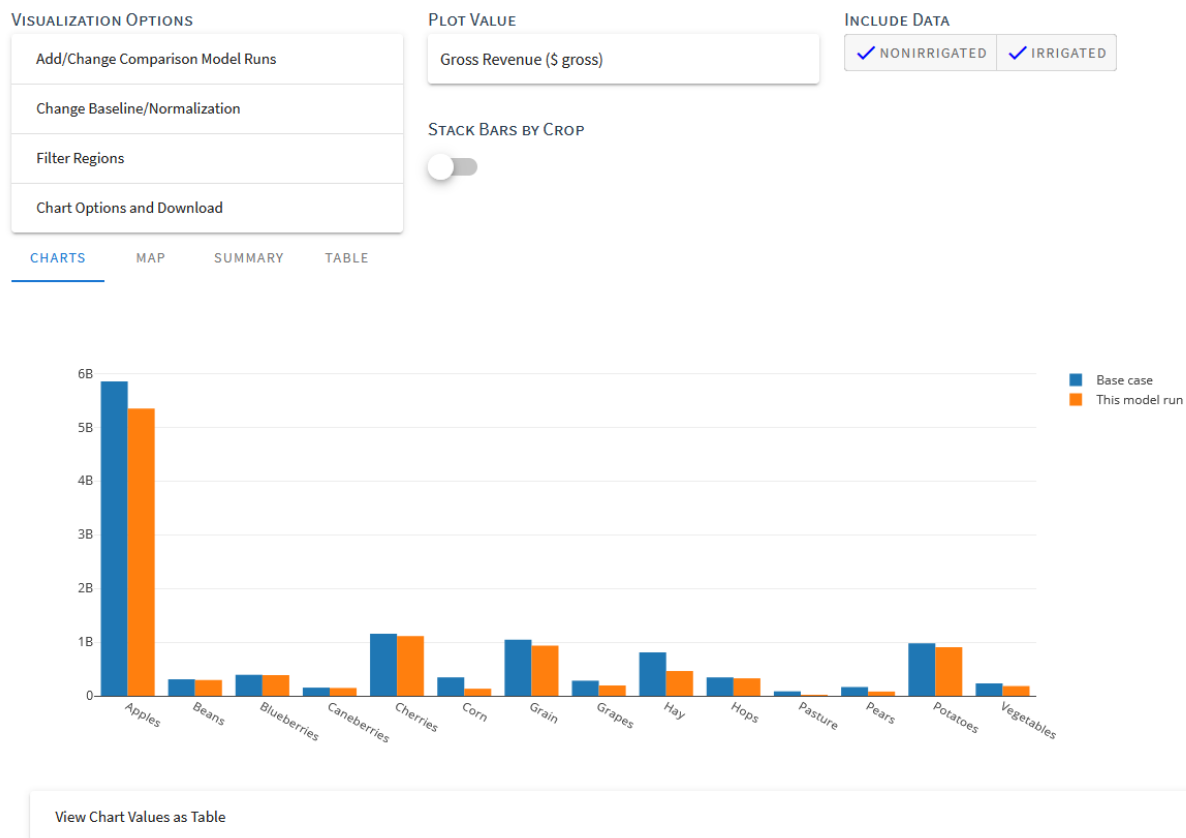 Visualization Options
Add/Change Comparison Model Runs
Change Baseline/Normalization
Filter Regions
Chart Options and Download
Plot Value
Gross Revenue ($ gross)
Stack Bars by Crop
Include Data
NONIRRIGATED
IRRIGATED
CHARTS
MAP
SUMMARY
TABLE
6B
5B
4B
3B
2B
1B
0
Apples
Beans
Blueberries
Caneberries
Cherries
Corn
Grain
Grapes
Hay
Hops
Pasture
Pears
Potatoes
Vegetables
Base case
This model run
View Chart Values as Table